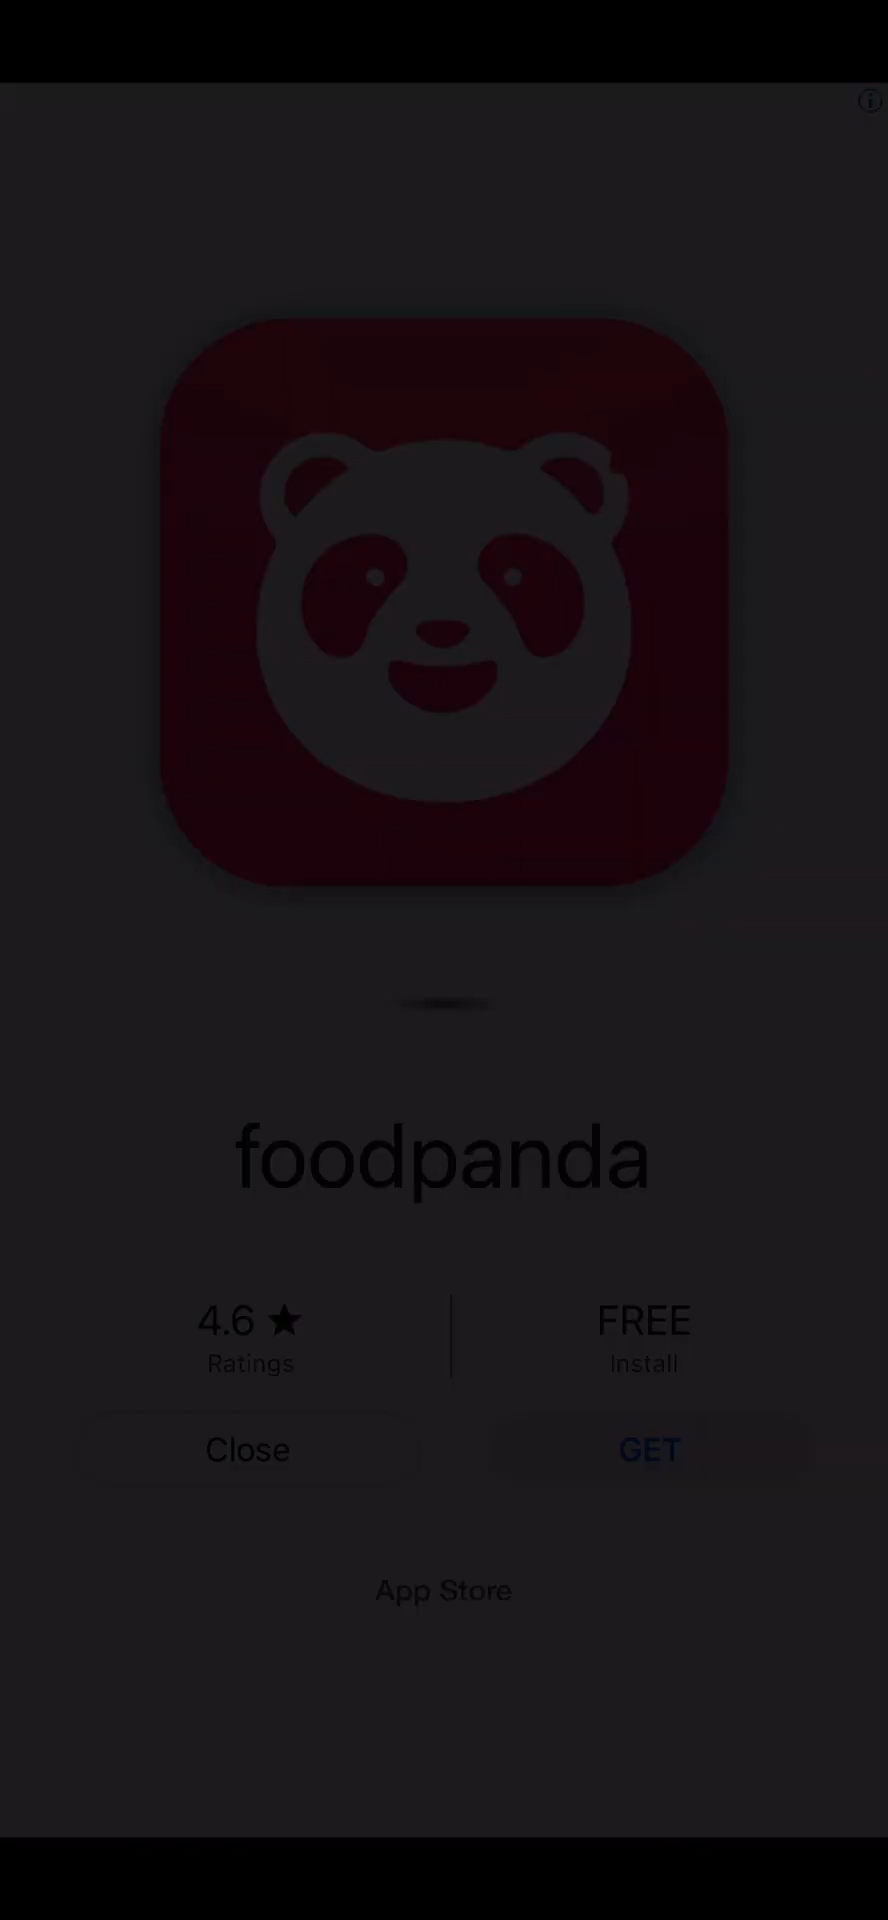 foodpanda
4.6 ★ FREE
Ratings Install
Close GET
App Store